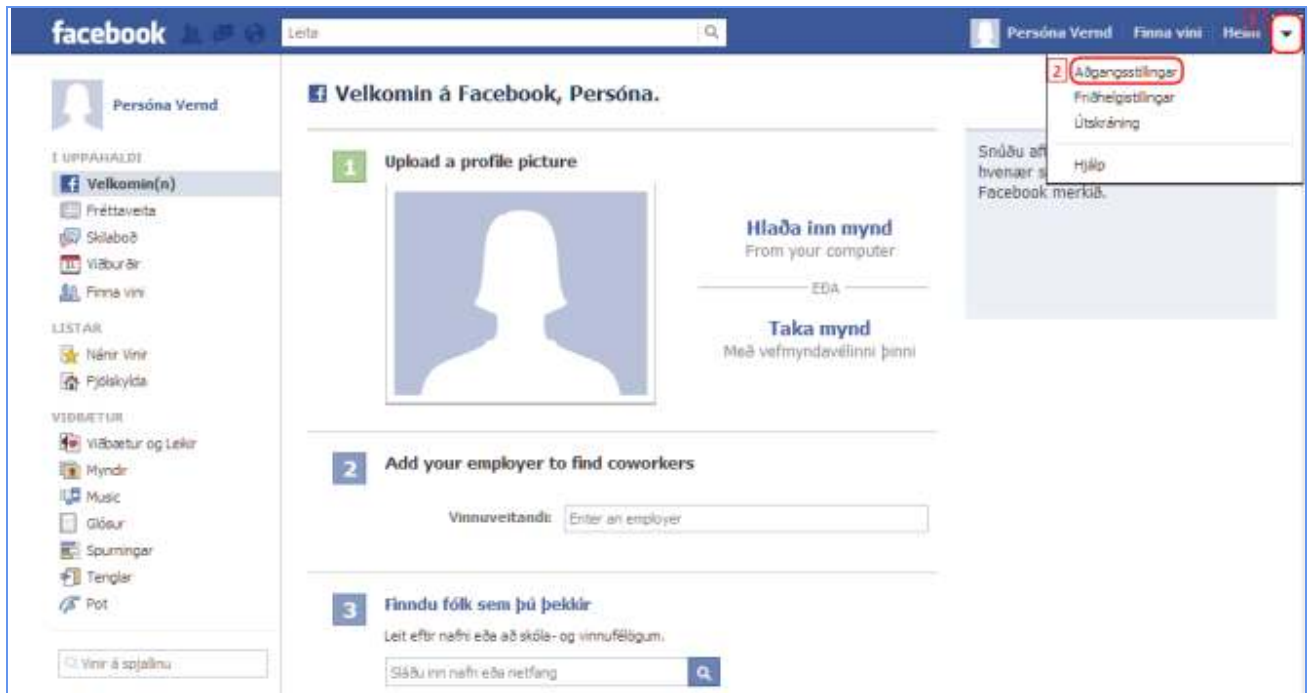 facebook
Leita
Persóna Vernd
Finna vini
Heim
2
Aðgangsstillingar
Friðhelgistillingar
Útskráning
Hjálp
Persóna Vernd
Í UPPÁHALDI
Velkomin(n)
Fréttaveita
Skilaboð
11
Viðburðir
Finna vini
LISTAR
Nánir Vinir
Fjölskylda
VIÐBÆTUR
Viðbætur og Leikir
Myndir
Music
Glósur
Spurningar
Tenglar
Pot
Vinir á spjallinu
Velkomin á Facebook, Persóna.
1
Upload a profile picture
Hlaða inn mynd
From your computer
EÐA
Taka mynd
Með vefmyndavélinni þinni
2
Add your employer to find coworkers
Vinnuveitandi:
Enter an employer
3
Finndu fólk sem þú þekkir
Leit eftir nafni eða að skóla- og vinnufélögum.
Sláðu inn nafn eða netfang
Snúðu
hvenær
Facebook merkið.